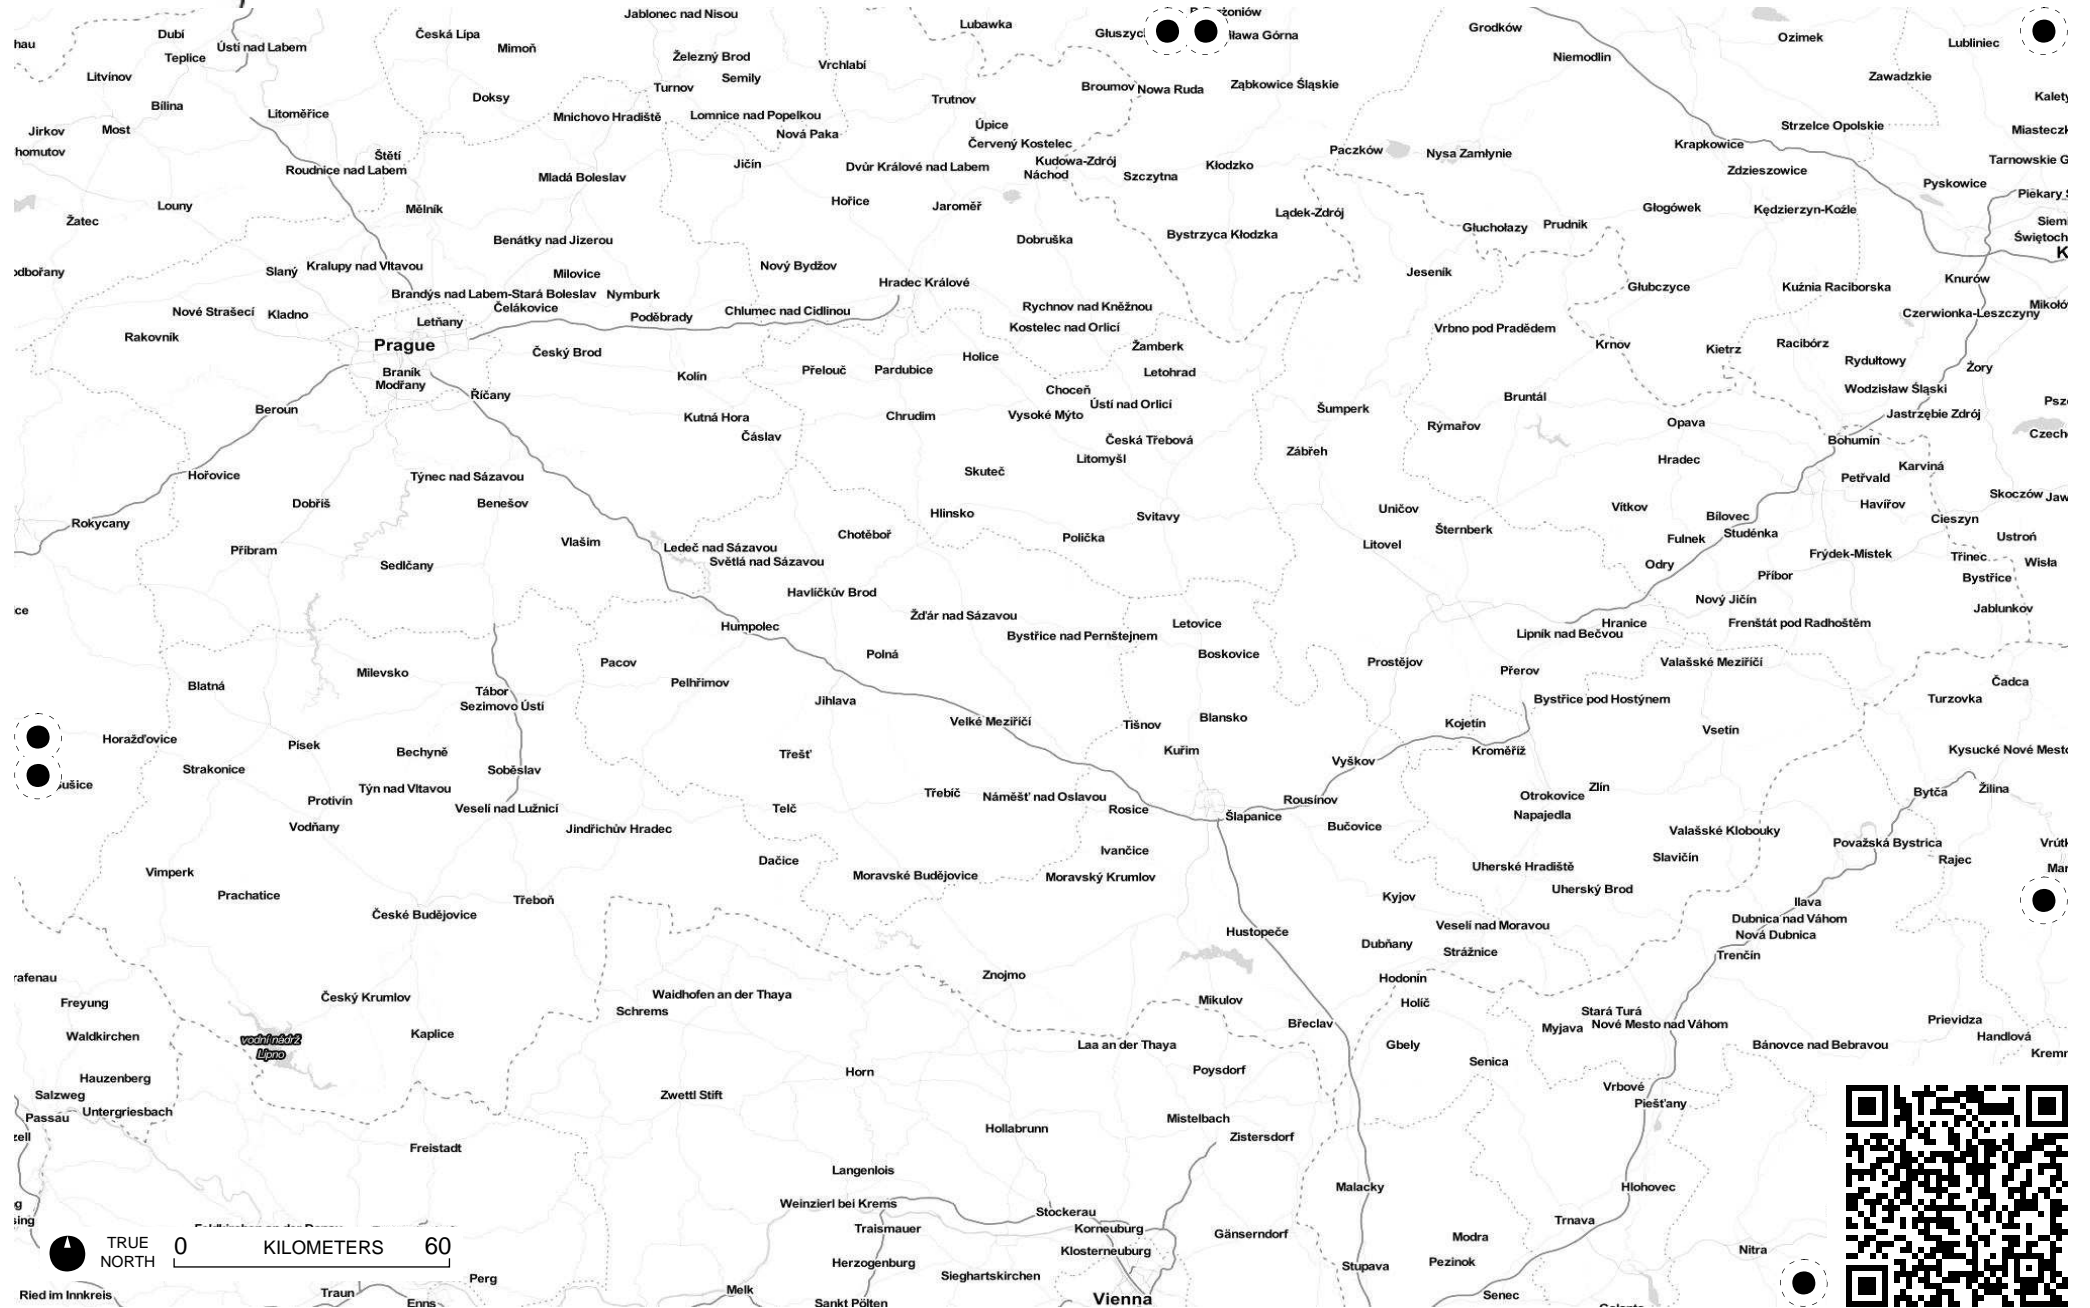 Jablonec nad Nisou
Lubawka
Dubí
Česká Lípa
Mimoň
Ústí nad Labem
Teplice
Železný Brod
Vrchlabí
Grodków
Ozimek
Lubliniec
Niemodlin
Litvínov
Semily
Turnov
Broumov
Nowa Ruda
Ząbkowice Śląskie
Zawadzkie
Bílina
Doksy
Trutnov
Litoměřice
Mnichovo Hradiště
Lomnice nad Popelkou
Nová Paka
Úpice
Strzelce Opolskie
Jirkov
Most
Červený Kostelec
Krapkowice
Štětí
Roudnice nad Labem
Jičín
Dvůr Králové nad Labem
Kudowa-Zdrój
Náchod
Szczytna
Kłodzko
Paczków
Nysa Zamłynie
Zdzieszowice
Pyskowice
Mladá Boleslav
Louny
Žatec
Mělník
Hořice
Jaroměř
Lądek-Zdrój
Głogówek
Kędzierzyn-Koźle
Benátky nad Jizerou
Dobruška
Bystrzyca Kłodzka
Głuchołazy
Prudnik
Slaný
Kralupy nad Vltavou
Milovice
Nový Bydžov
Hradec Králové
Jeseník
Głubczyce
Kuźnia Raciborska
Knurów
Brandýs nad Labem-Stará Boleslav
Nymburk
Čelákovice
Nové Strašecí
Kladno
Letňany
Poděbrady
Chlumec nad Cidlinou
Rychnov nad Kněžnou
Kostelec nad Orlicí
Czerwionka-Leszczyny
Rakovník
Prague
Český Brod
Holice
Žamberk
Vrbno pod Pradědem
Krnov
Kietrz
Racibórz
Rydułtowy
Żory
Braník
Modřany
Říčany
Kolín
Přelouč
Pardubice
Letohrad
Choceň
Ústí nad Orlicí
Wodzisław Śląski
Beroun
Kutná Hora
Čáslav
Chrudim
Vysoké Mýto
Šumperk
Bruntál
Rýmařov
Opava
Jastrzębie Zdrój
Bohumín
Česká Třebová
Litomyšl
Zábřeh
Hradec
Karviná
Petřvald
Hořovice
Týnec nad Sázavou
Skuteč
Dobříš
Benešov
Rokycany
Hlinsko
Svitavy
Uničov
Šternberk
Vítkov
Bílovec
Havířov
Skoczów
Cieszyn
Příbram
Sedlčany
Vlašim
Ledeč nad Sázavou
Světlá nad Sázavou
Chotěboř
Polička
Litovel
Fulnek
Studénka
Frýdek-Místek
Ustroń
Třinec
Wisła
Odry
Příbor
Bystřice
Havlíčkův Brod
Nový Jičín
Jablunkov
Humpolec
Žďár nad Sázavou
Bystřice nad Pernštejnem
Letovice
Lipník nad Bečvou
Hranice
Frenštát pod Radhoštěm
Milevsko
Pacov
Pelhřimov
Polná
Boskovice
Prostějov
Přerov
Valašské Meziříčí
Blatná
Tábor
Sezimovo Ústí
Jihlava
Bystřice pod Hostýnem
Turzovka
Čadca
Horažďovice
Písek
Bechyně
Velké Meziříčí
Tišnov
Blansko
Kojetín
Vsetín
Strakonice
Soběslav
Třešť
Kuřim
Vyškov
Kroměříž
Protivín
Týn nad Vltavou
Veselí nad Lužnicí
Telč
Třebíč
Náměšť nad Oslavou
Rosice
Rousínov
Šlapanice
Otrokovice
Zlín
Napajedla
Bytča
Žilina
Vodňany
Jindřichův Hradec
Bučovice
Valašské Klobouky
Považská Bystrica
Vimperk
Dačice
Ivančice
Slavičín
Rajec
Prachatice
Moravské Budějovice
Moravský Krumlov
Uherské Hradiště
Uherský Brod
České Budějovice
Třeboň
Kyjov
Ilava
Dubnica nad Váhom
Nová Dubnica
Hustopeče
Veselí nad Moravou
Dubňany
Strážnice
Trenčín
Freyung
Český Krumlov
Waidhofen an der Thaya
Schrems
Znojmo
Hodonín
Holíč
Mikulov
Stará Turá
Myjava
Nové Mesto nad Váhom
Prievidza
Waldkirchen
vodní nádrž
Lipno
Kaplice
Břeclav
Laa an der Thaya
Gbely
Bánovce nad Bebravou
Handlová
Hauzenberg
Salzweg
Untergriesbach
Passau
Zwettl Stift
Horn
Poysdorf
Senica
Vrbové
Piešťany
Freistadt
Hollabrunn
Mistelbach
Zistersdorf
Langenlois
Weinzierl bei Krems
Stockerau
Malacky
Hlohovec
Traismauer
Korneuburg
Klosterneuburg
Gänserndorf
Trnava
Modra
Nitra
TRUE
NORTH
0 KILOMETERS 60
Herzogenburg
Sieghartskirchen
Stupava
Pezinok
Ried im Innkreis
Traun
Perg
Enns
Melk
Sankt Pölten
Vienna
Senec